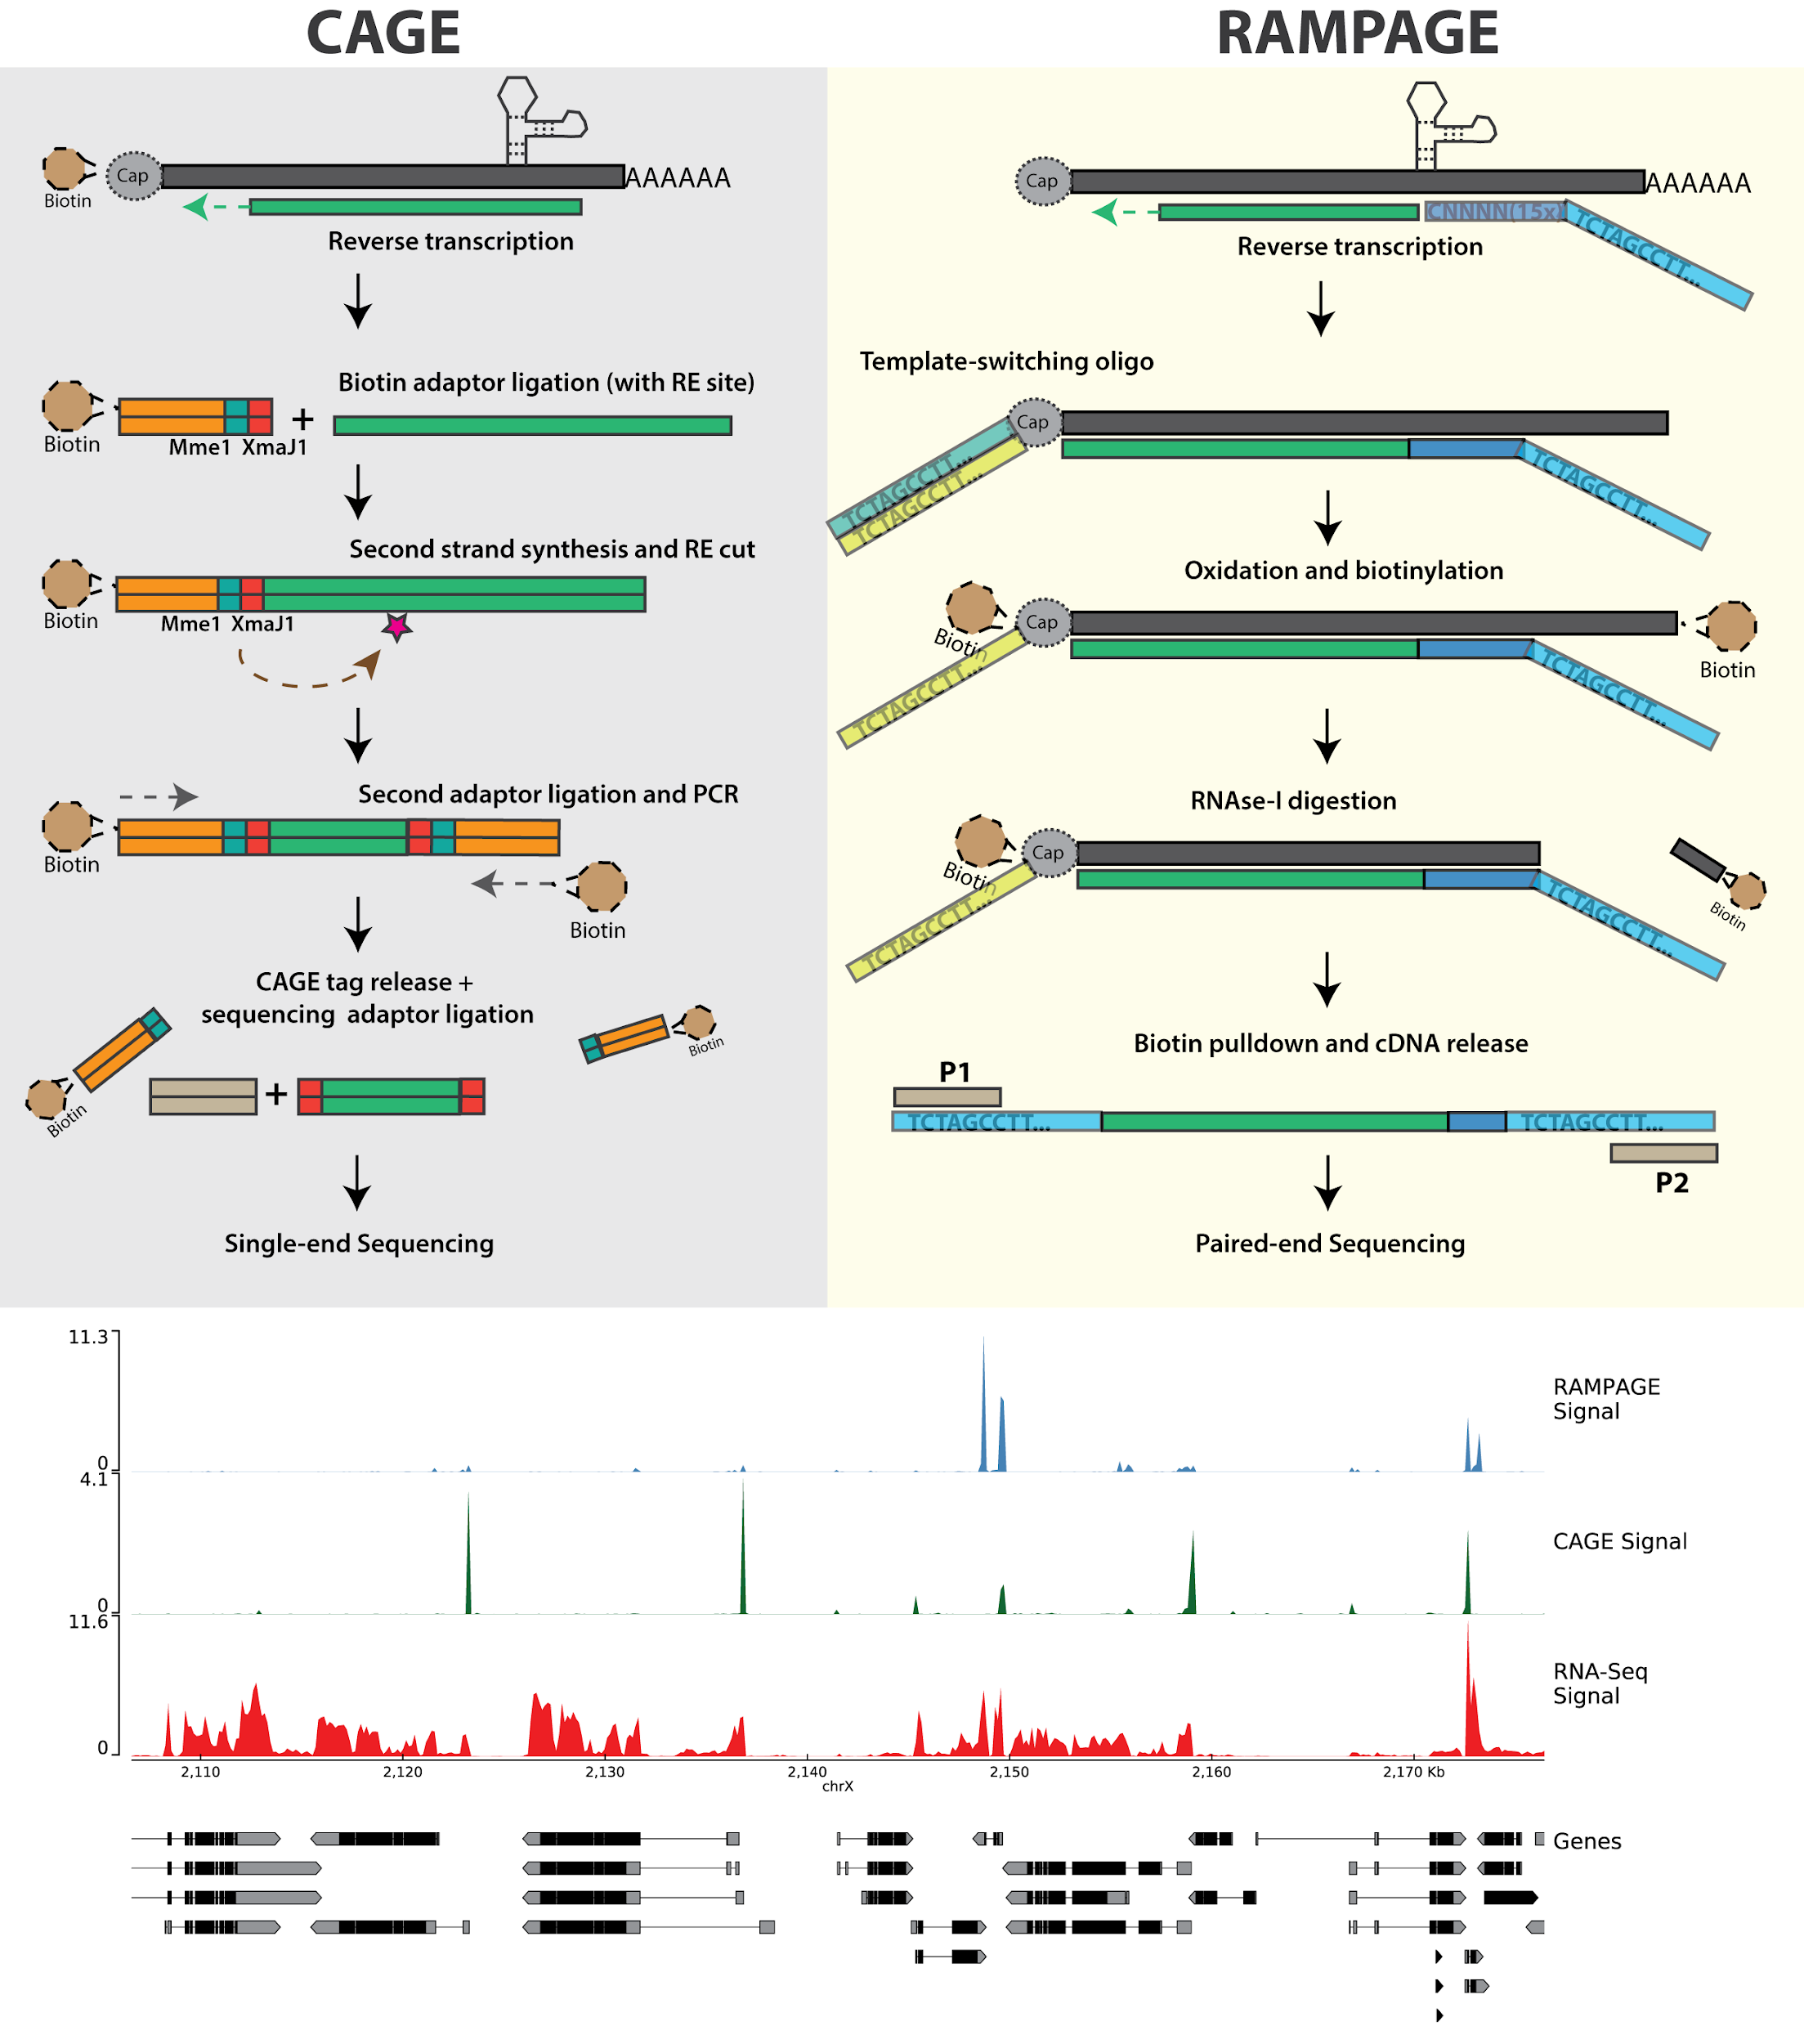 CAGE
Cap
AAAAAA
Biotin
Reverse transcription
Biotin adaptor ligation (with RE site)
+
Biotin
Mme1 XmaJ1
Second strand synthesis and RE cut
Biotin
Mme1 XmaJ1
Second adaptor ligation and PCR
Biotin
Biotin
CAGE tag release +
sequencing adaptor ligation
Biotin
Biotin
+
Single-end Sequencing
RAMPAGE
Cap
AAAAAA
CNNNN(15x)
TCTAGCCTT...
Reverse transcription
Template-switching oligo
Cap
TCTAGCCTT...
TCTAGCCTT...
TCTAGCCTT...
Oxidation and biotinylation
Cap
Biotin
Biotin
TCTAGCCTT...
TCTAGCCTT...
RNAse-I digestion
Cap
Biotin
Biotin
TCTAGCCTT...
TCTAGCCTT...
Biotin pulldown and cDNA release
P1
TCTAGCCTT...
TCTAGCCTT...
P2
Paired-end Sequencing
11.3
RAMPAGE
Signal
0
4.1
CAGE Signal
0
11.6
RNA-Seq
Signal
0
2,110
2,120
2,130
2,140
2,150
2,160
2,170 Kb
chrX
Genes